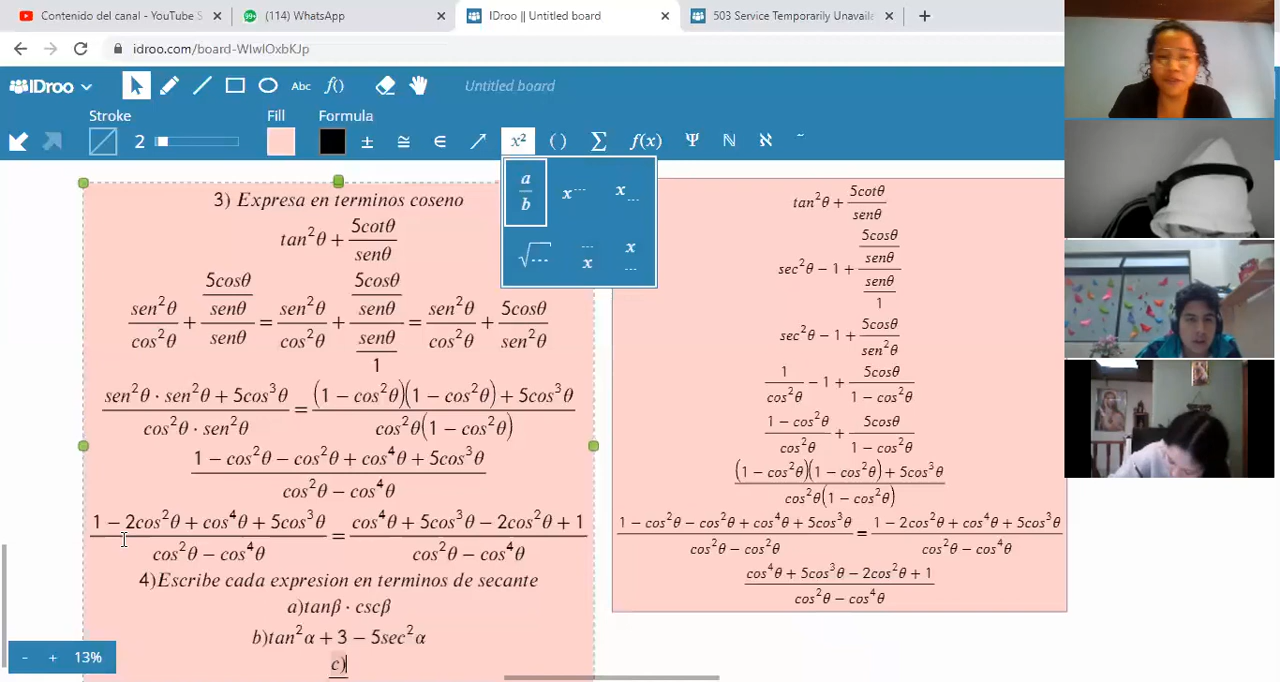 Contenido del canal - YouTube S
(114) WhatsApp
IDroo || Untitled board
503 Service Temporarily Unavaila
idroo.com/board-WlwlOxbKJp
IDroo
Abc
f()
Untitled board
Stroke
Fill
Formula
2
± ≅ ∈ x² ( ) ∑ f(x) Ψ ℕ ℵ ~
a/b x^... x_...
√... ...x x...
3) Expresa en terminos coseno
tan²θ + 5cotθ/senθ
sen²θ/cos²θ + (5cosθ/senθ)/senθ = sen²θ/cos²θ + (5cosθ/senθ)/(senθ/1) = sen²θ/cos²θ + 5cosθ/sen²θ
(sen²θ · sen²θ + 5cos³θ)/(cos²θ · sen²θ) = ((1 − cos²θ)(1 − cos²θ) + 5cos³θ)/(cos²θ(1 − cos²θ))
(1 − cos²θ − cos²θ + cos⁴θ + 5cos³θ)/(cos²θ − cos⁴θ)
(1 − 2cos²θ + cos⁴θ + 5cos³θ)/(cos²θ − cos⁴θ) = (cos⁴θ + 5cos³θ − 2cos²θ + 1)/(cos²θ − cos⁴θ)
4)Escribe cada expresion en terminos de secante
a)tanβ · cscβ
b)tan²α + 3 − 5sec²α
c)
tan²θ + 5cotθ/senθ
sec²θ − 1 + (5cosθ/senθ)/(senθ/1)
sec²θ − 1 + 5cosθ/sen²θ
1/cos²θ − 1 + 5cosθ/(1 − cos²θ)
(1 − cos²θ)/cos²θ + 5cosθ/(1 − cos²θ)
((1 − cos²θ)(1 − cos²θ) + 5cos³θ)/(cos²θ(1 − cos²θ))
(1 − cos²θ − cos²θ + cos⁴θ + 5cos³θ)/(cos²θ − cos²θ) = (1 − 2cos²θ + cos⁴θ + 5cos³θ)/(cos²θ − cos⁴θ)
(cos⁴θ + 5cos³θ − 2cos²θ + 1)/(cos²θ − cos⁴θ)
- + 13%